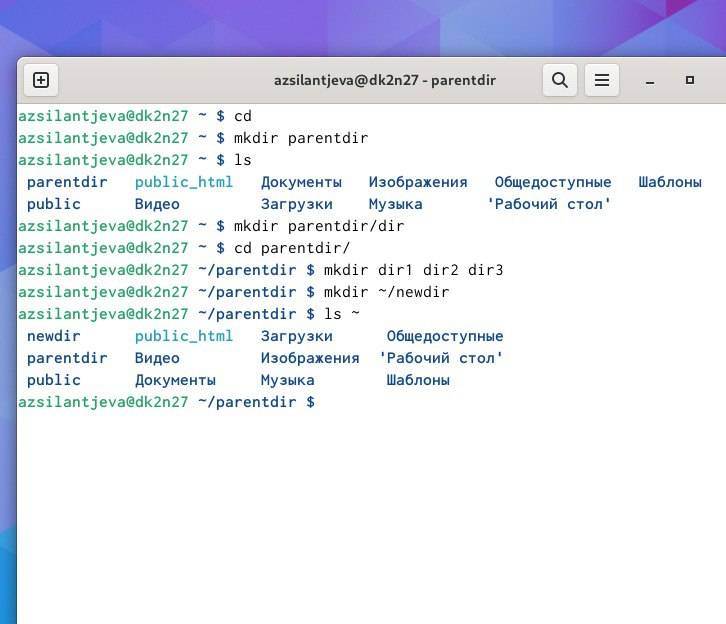 azsilantjeva@dk2n27 - parentdir
azsilantjeva@dk2n27 ~ $ cd
azsilantjeva@dk2n27 ~ $ mkdir parentdir
azsilantjeva@dk2n27 ~ $ ls
parentdir public_html Документы Изображения Общедоступные Шаблоны
public Видео Загрузки Музыка 'Рабочий стол'
azsilantjeva@dk2n27 ~ $ mkdir parentdir/dir
azsilantjeva@dk2n27 ~ $ cd parentdir/
azsilantjeva@dk2n27 ~/parentdir $ mkdir dir1 dir2 dir3
azsilantjeva@dk2n27 ~/parentdir $ mkdir ~/newdir
azsilantjeva@dk2n27 ~/parentdir $ ls ~
newdir public_html Загрузки Общедоступные
parentdir Видео Изображения 'Рабочий стол'
public Документы Музыка Шаблоны
azsilantjeva@dk2n27 ~/parentdir $